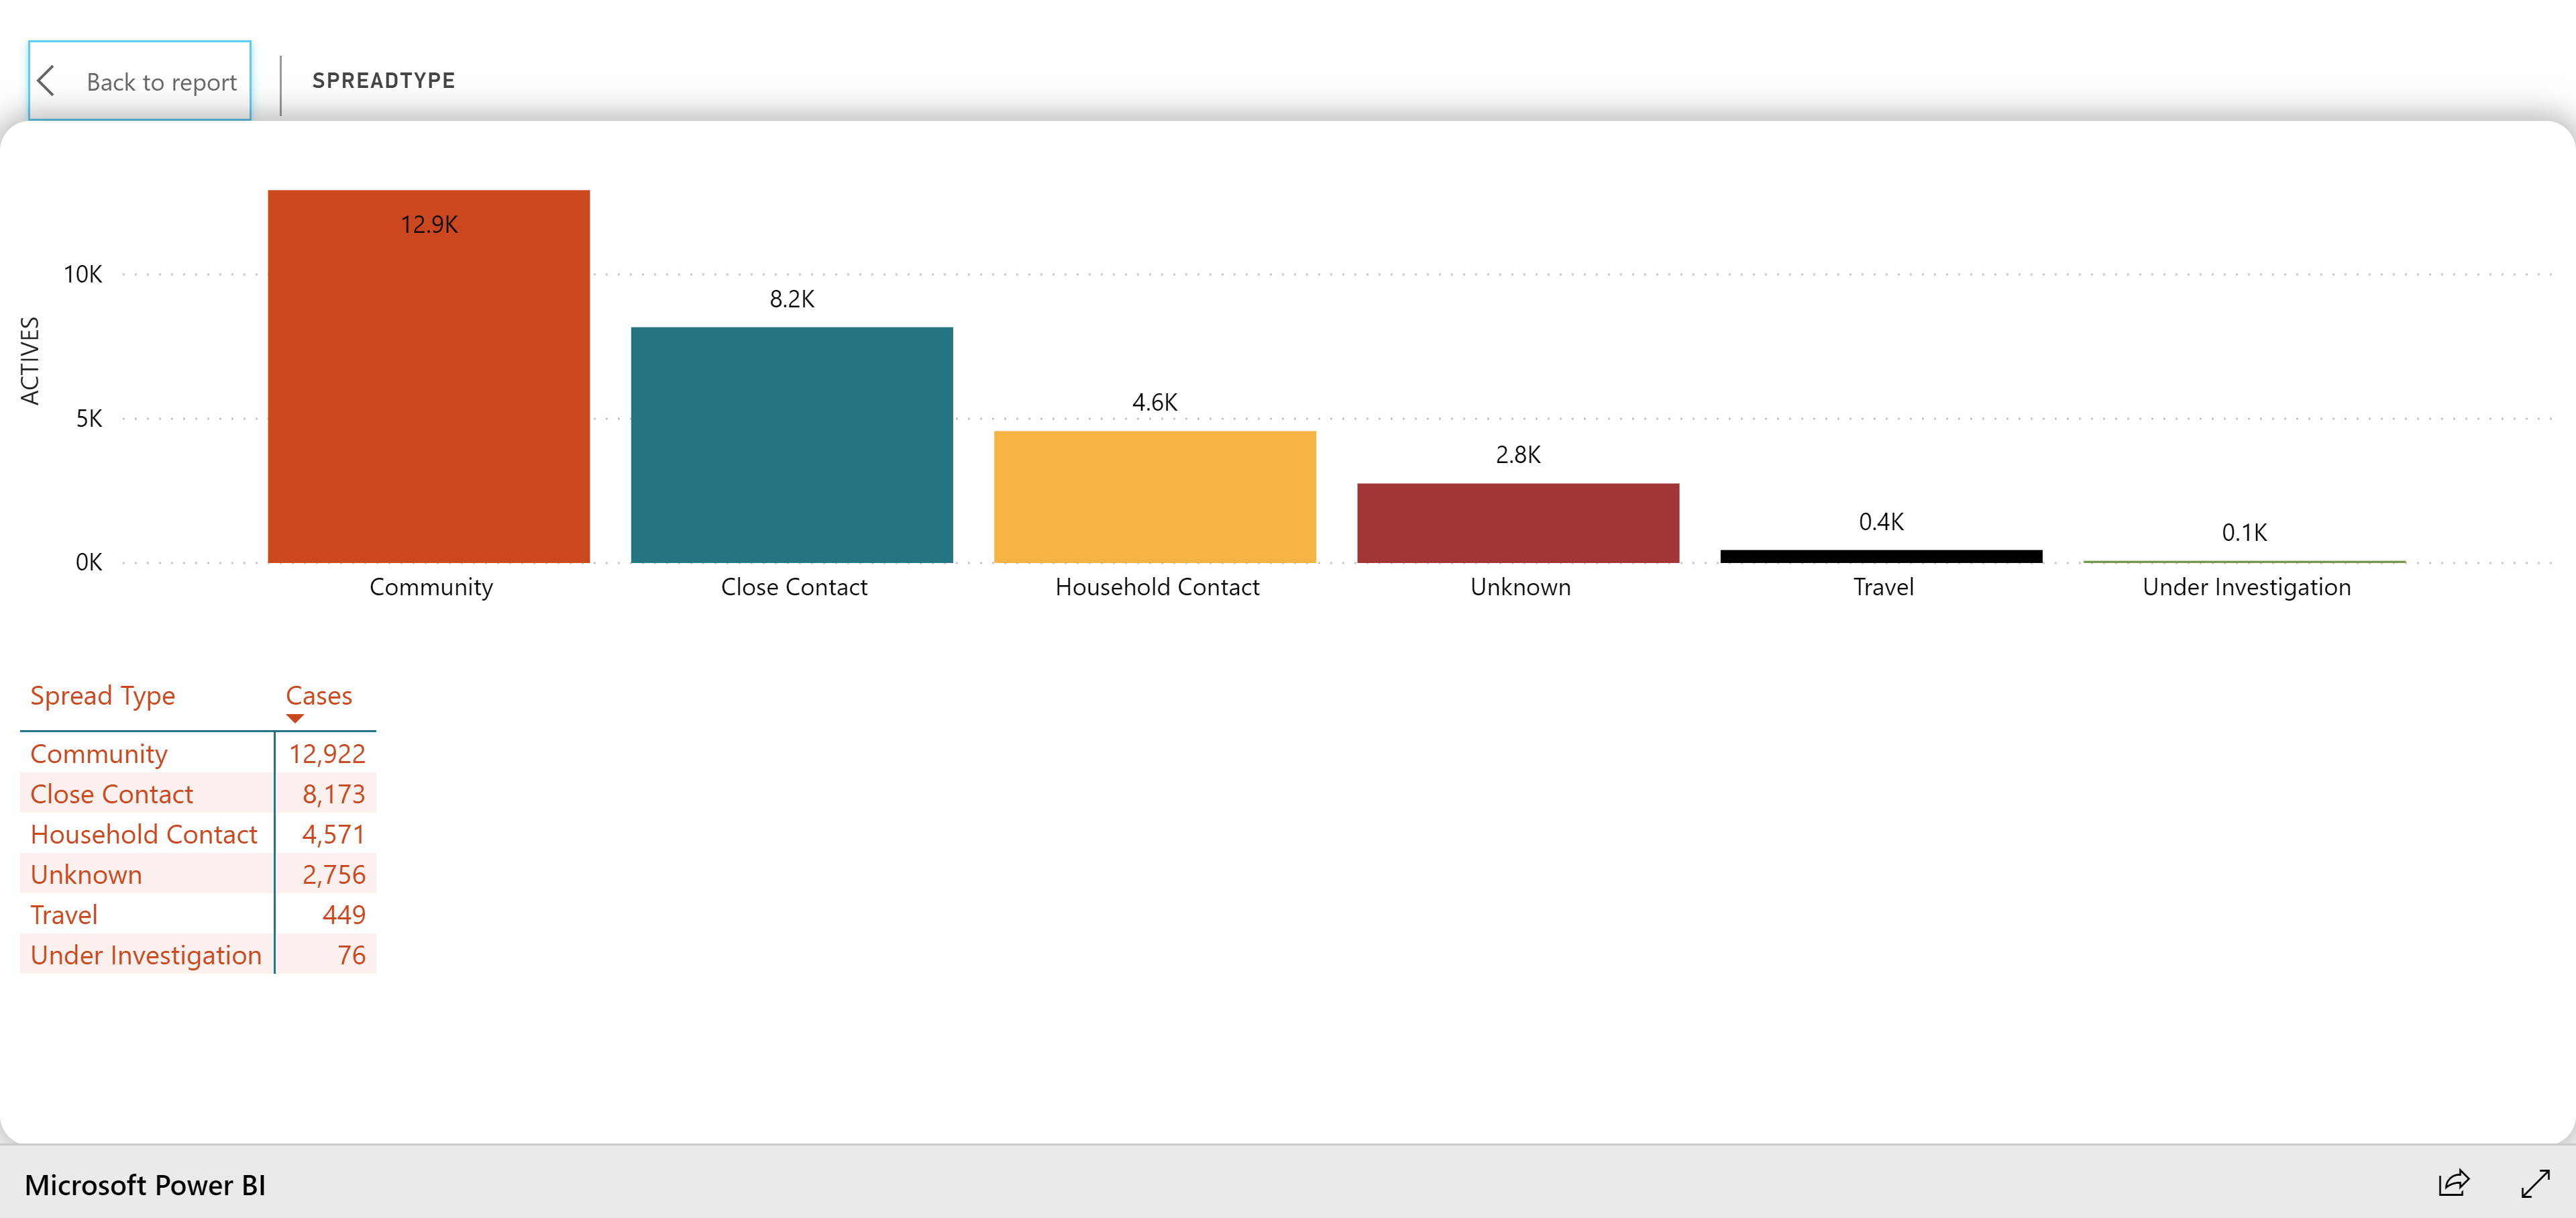 Back to report
SPREADTYPE
12.9K
10K
8.2K
ACTIVES
4.6K
5K
2.8K
0.4K
0.1K
0K
Community Close Contact Household Contact Unknown Travel Under Investigation
Spread Type Cases
Community 12,922
Close Contact 8,173
Household Contact 4,571
Unknown 2,756
Travel 449
Under Investigation 76
Microsoft Power BI